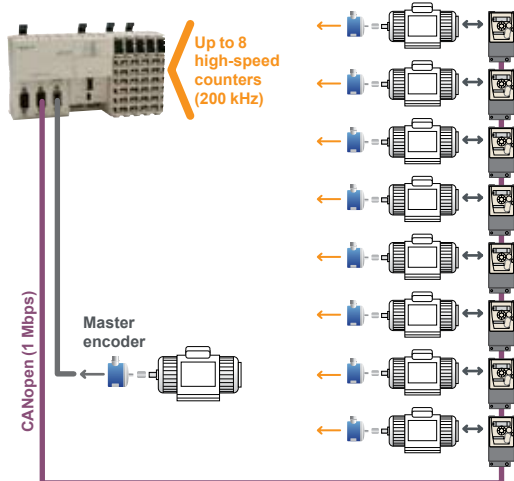 Up to 8
high-speed
counters
(200 kHz)
Master
encoder
CANopen (1 Mbps)